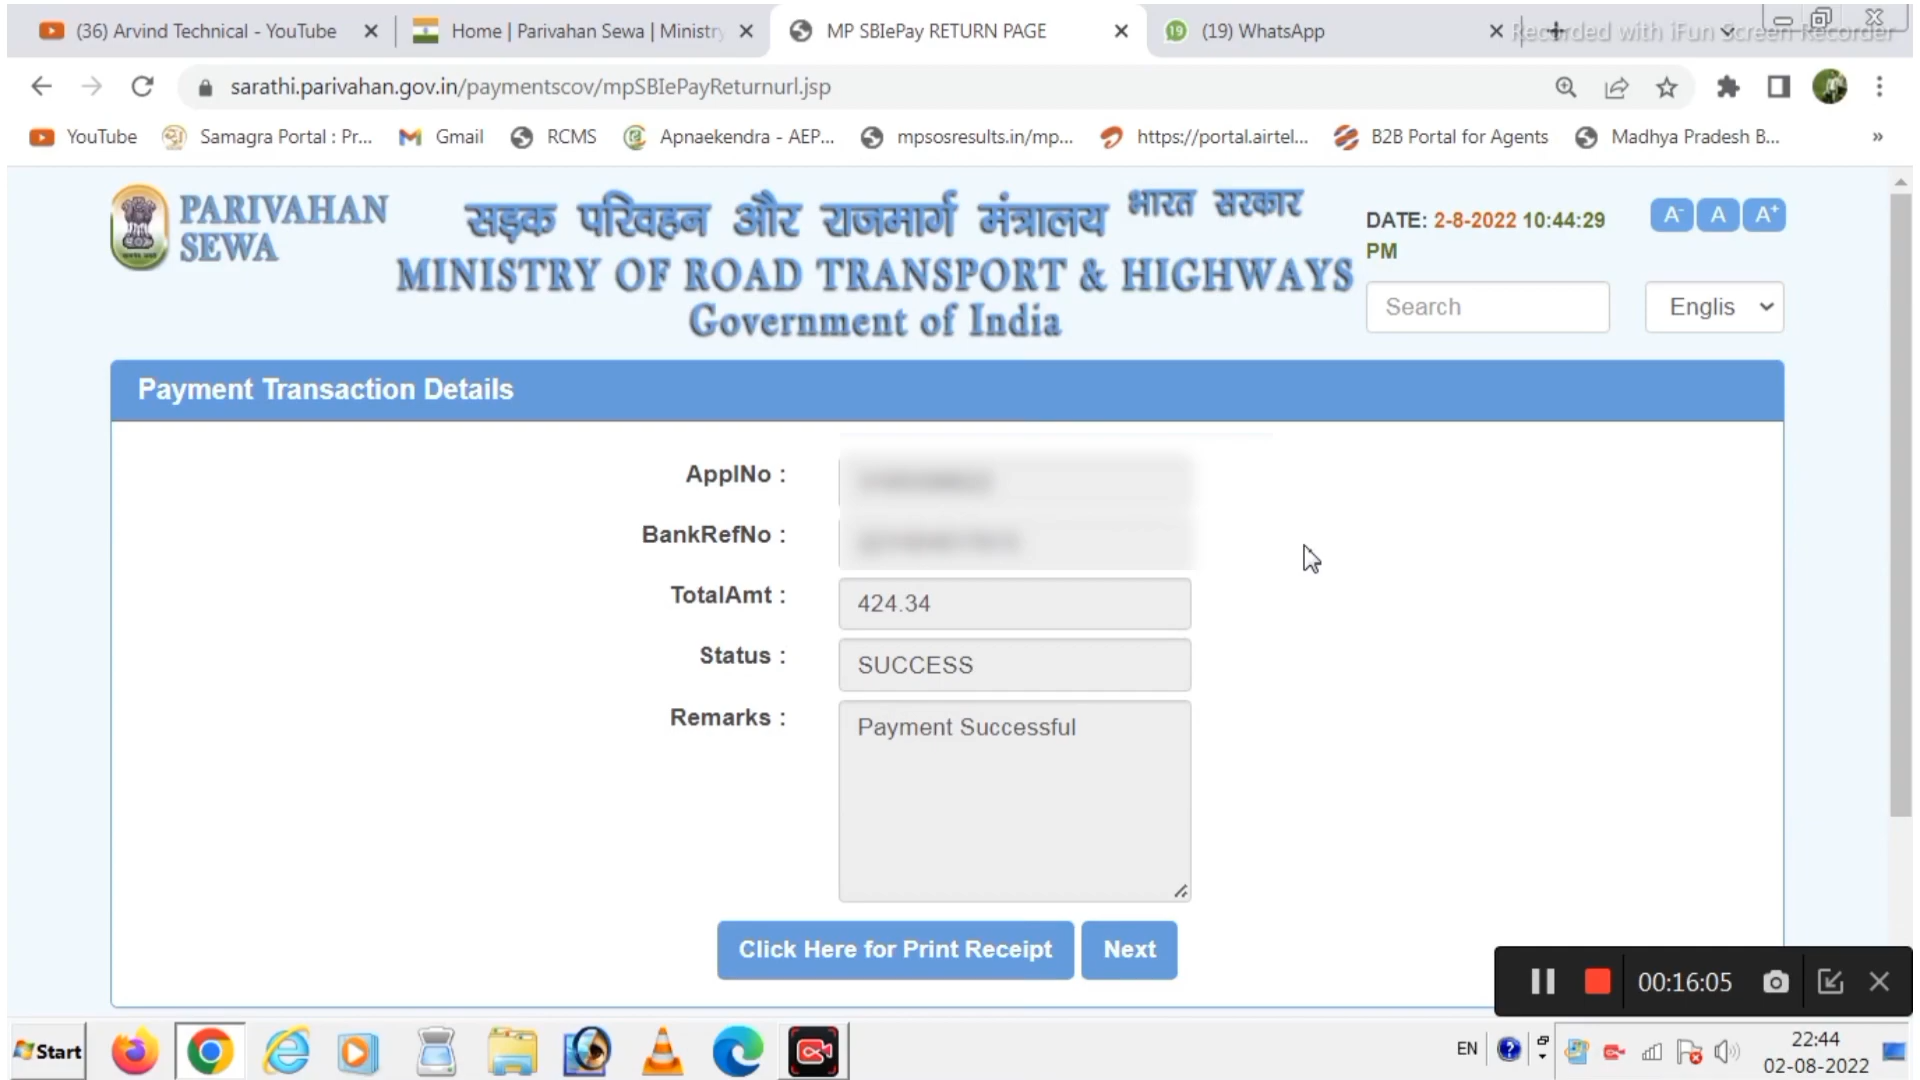 (36) Arvind Technical - YouTube
Home | Parivahan Sewa | Ministry
MP SBIePay RETURN PAGE
19
(19) WhatsApp
Recorded with iFun Screen Recorder
sarathi.parivahan.gov.in/paymentscov/mpSBIePayReturnurl.jsp
YouTube
Samagra Portal : Pr...
Gmail
RCMS
Apnaekendra - AEP...
mpsosresults.in/mp...
https://portal.airtel...
B2B Portal for Agents
Madhya Pradesh B...
»
PARIVAHAN
SEWA
सड़क परिवहन और राजमार्ग मंत्रालय भारत सरकार
MINISTRY OF ROAD TRANSPORT & HIGHWAYS
Government of India
DATE: 2-8-2022 10:44:29
PM
A- A A+
Search
Englis
Payment Transaction Details
ApplNo :
BankRefNo :
TotalAmt : 424.34
Status : SUCCESS
Remarks : Payment Successful
Click Here for Print Receipt
Next
00:16:05
Start
EN
22:44
02-08-2022